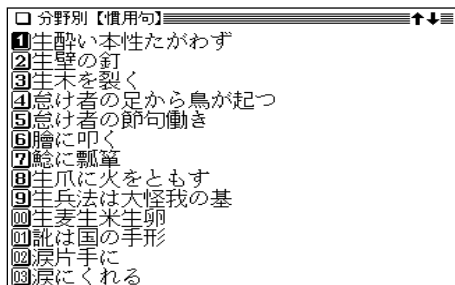 分野別【慣用句】
1生酔い本性たがわず
2生壁の釘
3生木を裂く
4怠け者の足から鳥が起つ
5怠け者の節句働き
6膾に叩く
7鯰に瓢箪
8生爪に火をともす
9生兵法は大怪我の基
00生麦生米生卵
01訛は国の手形
02涙片手に
03涙にくれる